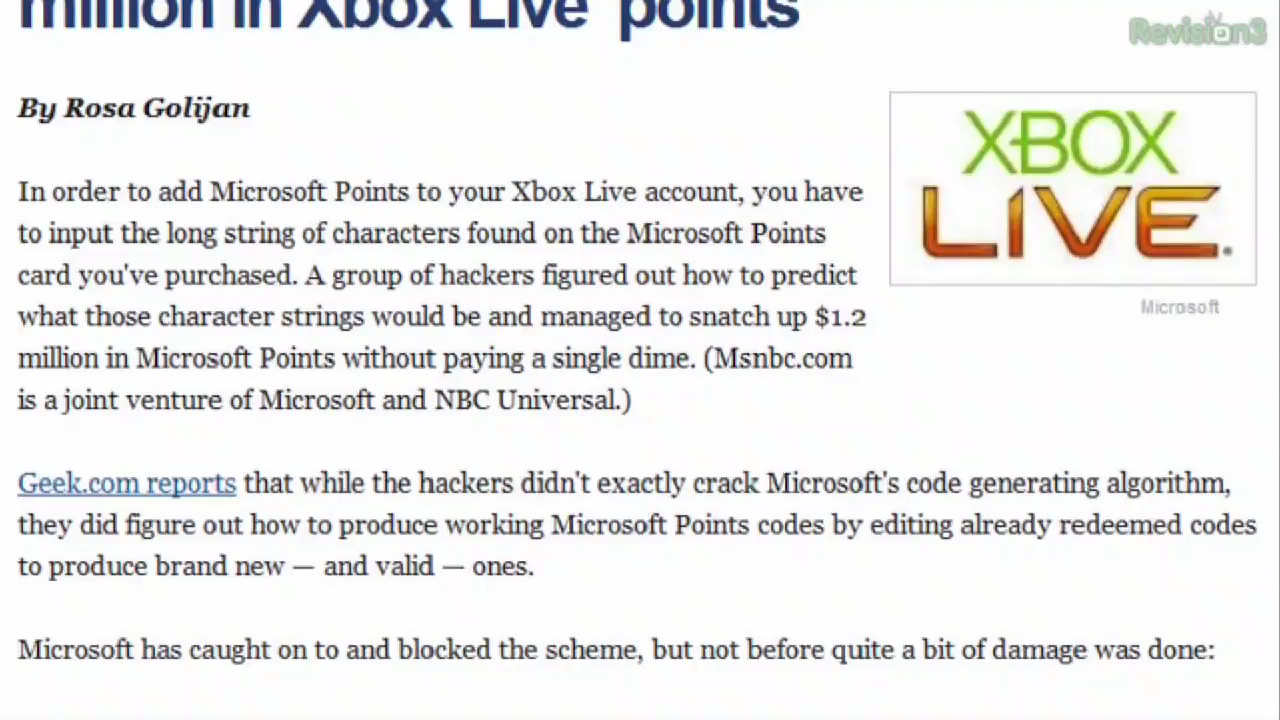 million in Xbox Live points
Revision3
By Rosa Golijan
XBOX
LIVE
Microsoft
In order to add Microsoft Points to your Xbox Live account, you have
to input the long string of characters found on the Microsoft Points
card you've purchased. A group of hackers figured out how to predict
what those character strings would be and managed to snatch up $1.2
million in Microsoft Points without paying a single dime. (Msnbc.com
is a joint venture of Microsoft and NBC Universal.)
Geek.com reports that while the hackers didn't exactly crack Microsoft's code generating algorithm,
they did figure out how to produce working Microsoft Points codes by editing already redeemed codes
to produce brand new — and valid — ones.
Microsoft has caught on to and blocked the scheme, but not before quite a bit of damage was done: